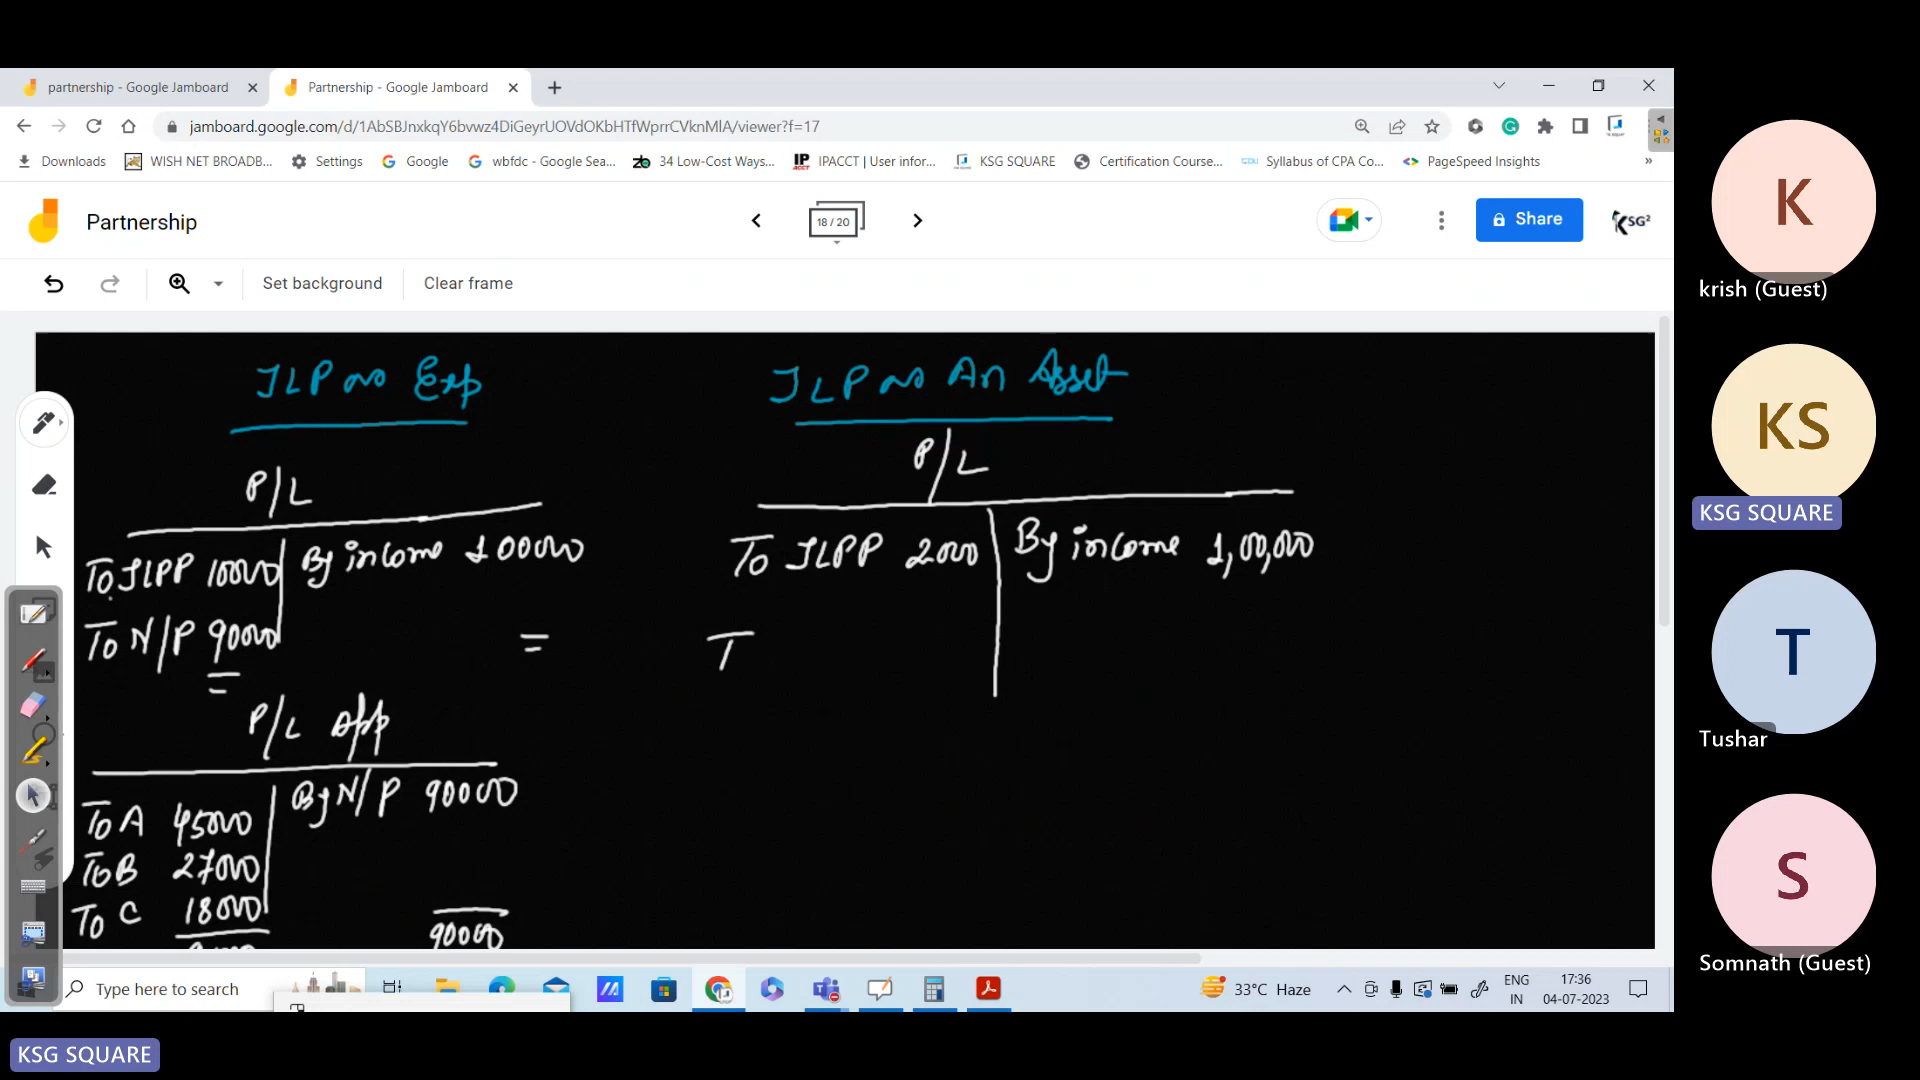 partnership - Google Jamboard
Partnership - Google Jamboard
jamboard.google.com/d/1AbSBJnxkqY6bvwz4DiGeyrUOVdOKbHTfWprrCVknMlA/viewer?f=17
Downloads WISH NET BROADB... Settings Google wbfdc - Google Sea... 34 Low-Cost Ways... IPACCT | User infor... KSG SQUARE Certification Course... Syllabus of CPA Co... PageSpeed Insights »
Partnership
18 / 20
Share
KSG²
Set background
Clear frame
JLP as Exp
P/L
To JLPP 10000 By income 100000
To N/P 90000
=
P/L App
To A 45000 By N/P 90000
To B 27000
To C 18000
90000
JLP as An Asset
P/L
To JLPP 2000 By income 1,00,000
T
K
krish (Guest)
KS
KSG SQUARE
T
Tushar
S
Somnath (Guest)
Type here to search
33°C Haze
ENG
IN
17:36
04-07-2023
KSG SQUARE